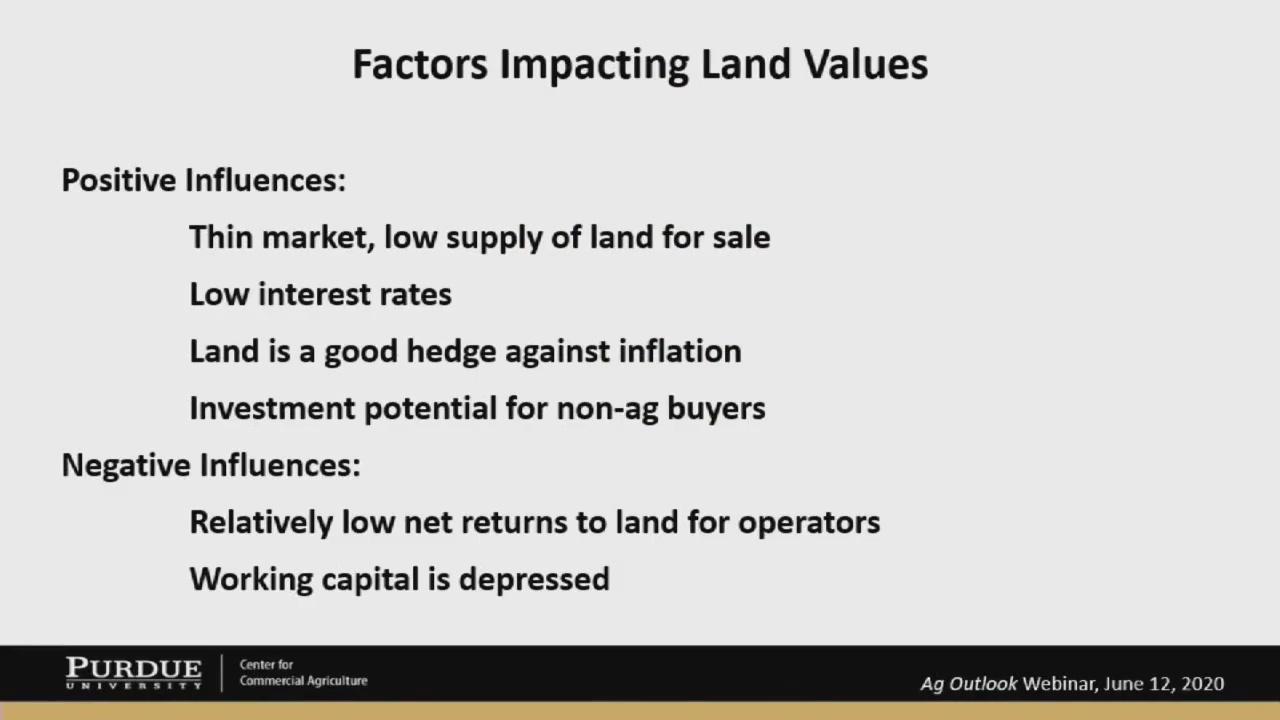 Factors Impacting Land Values
Positive Influences:
Thin market, low supply of land for sale
Low interest rates
Land is a good hedge against inflation
Investment potential for non-ag buyers
Negative Influences:
Relatively low net returns to land for operators
Working capital is depressed
PURDUE
UNIVERSITY
Center for
Commercial Agriculture
Ag Outlook Webinar, June 12, 2020